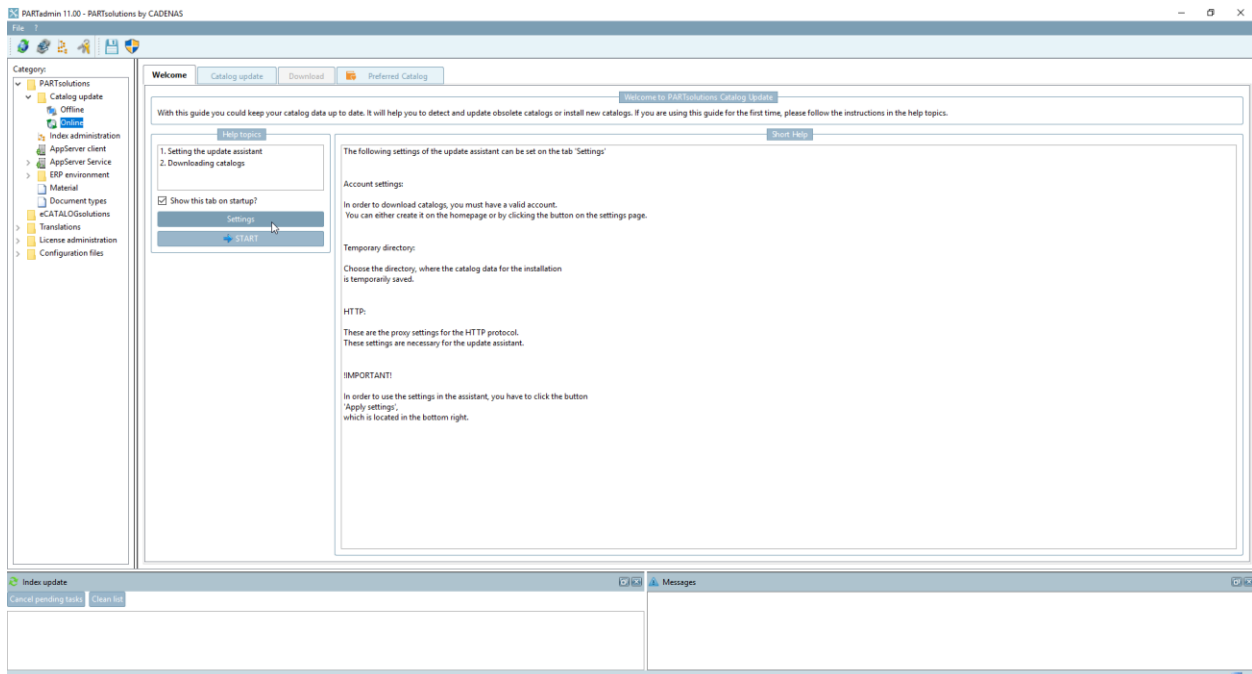 PARTadmin 11.00 - PARTsolutions by CADENAS
File ?
Category:
PARTsolutions
Catalog update
Offline
Online
Index administration
AppServer client
AppServer Service
ERP environment
Material
Document types
eCATALOGsolutions
Translations
License administration
Configuration files
Welcome Catalog update Download Preferred Catalog
Welcome to PARTsolutions Catalog Update
With this guide you could keep your catalog data up to date. It will help you to detect and update obsolete catalogs or install new catalogs. If you are using this guide for the first time, please follow the instructions in the help topics.
Help topics
1. Setting the update assistant
2. Downloading catalogs
Show this tab on startup?
Settings
START
Short Help
The following settings of the update assistant can be set on the tab 'Settings'
Account settings:
In order to download catalogs, you must have a valid account.
You can either create it on the homepage or by clicking the button on the settings page.
Temporary directory:
Choose the directory, where the catalog data for the installation
is temporarily saved.
HTTP:
These are the proxy settings for the HTTP protocol.
These settings are necessary for the update assistant.
!IMPORTANT!
In order to use the settings in the assistant, you have to click the button
'Apply settings',
which is located in the bottom right.
Index update
Cancel pending tasks Clean list
Messages